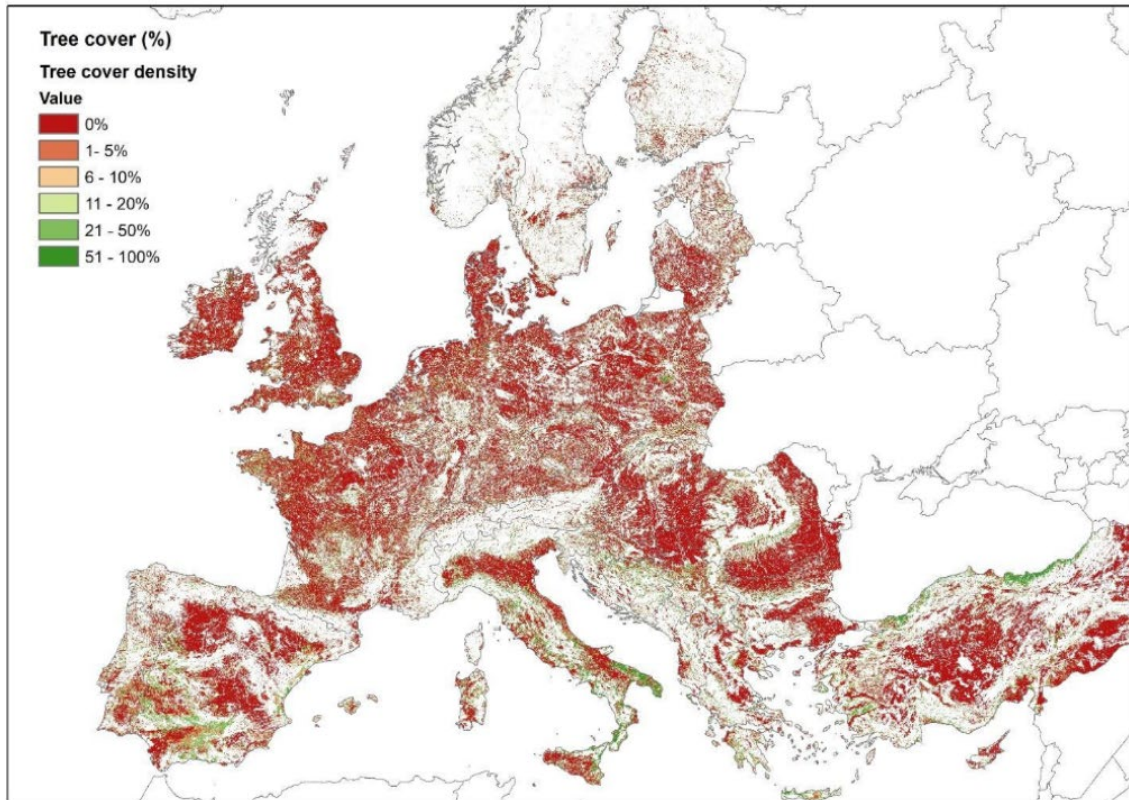 Tree cover (%)
Tree cover density
Value
0%
1- 5%
6 - 10%
11 - 20%
21 - 50%
51 - 100%